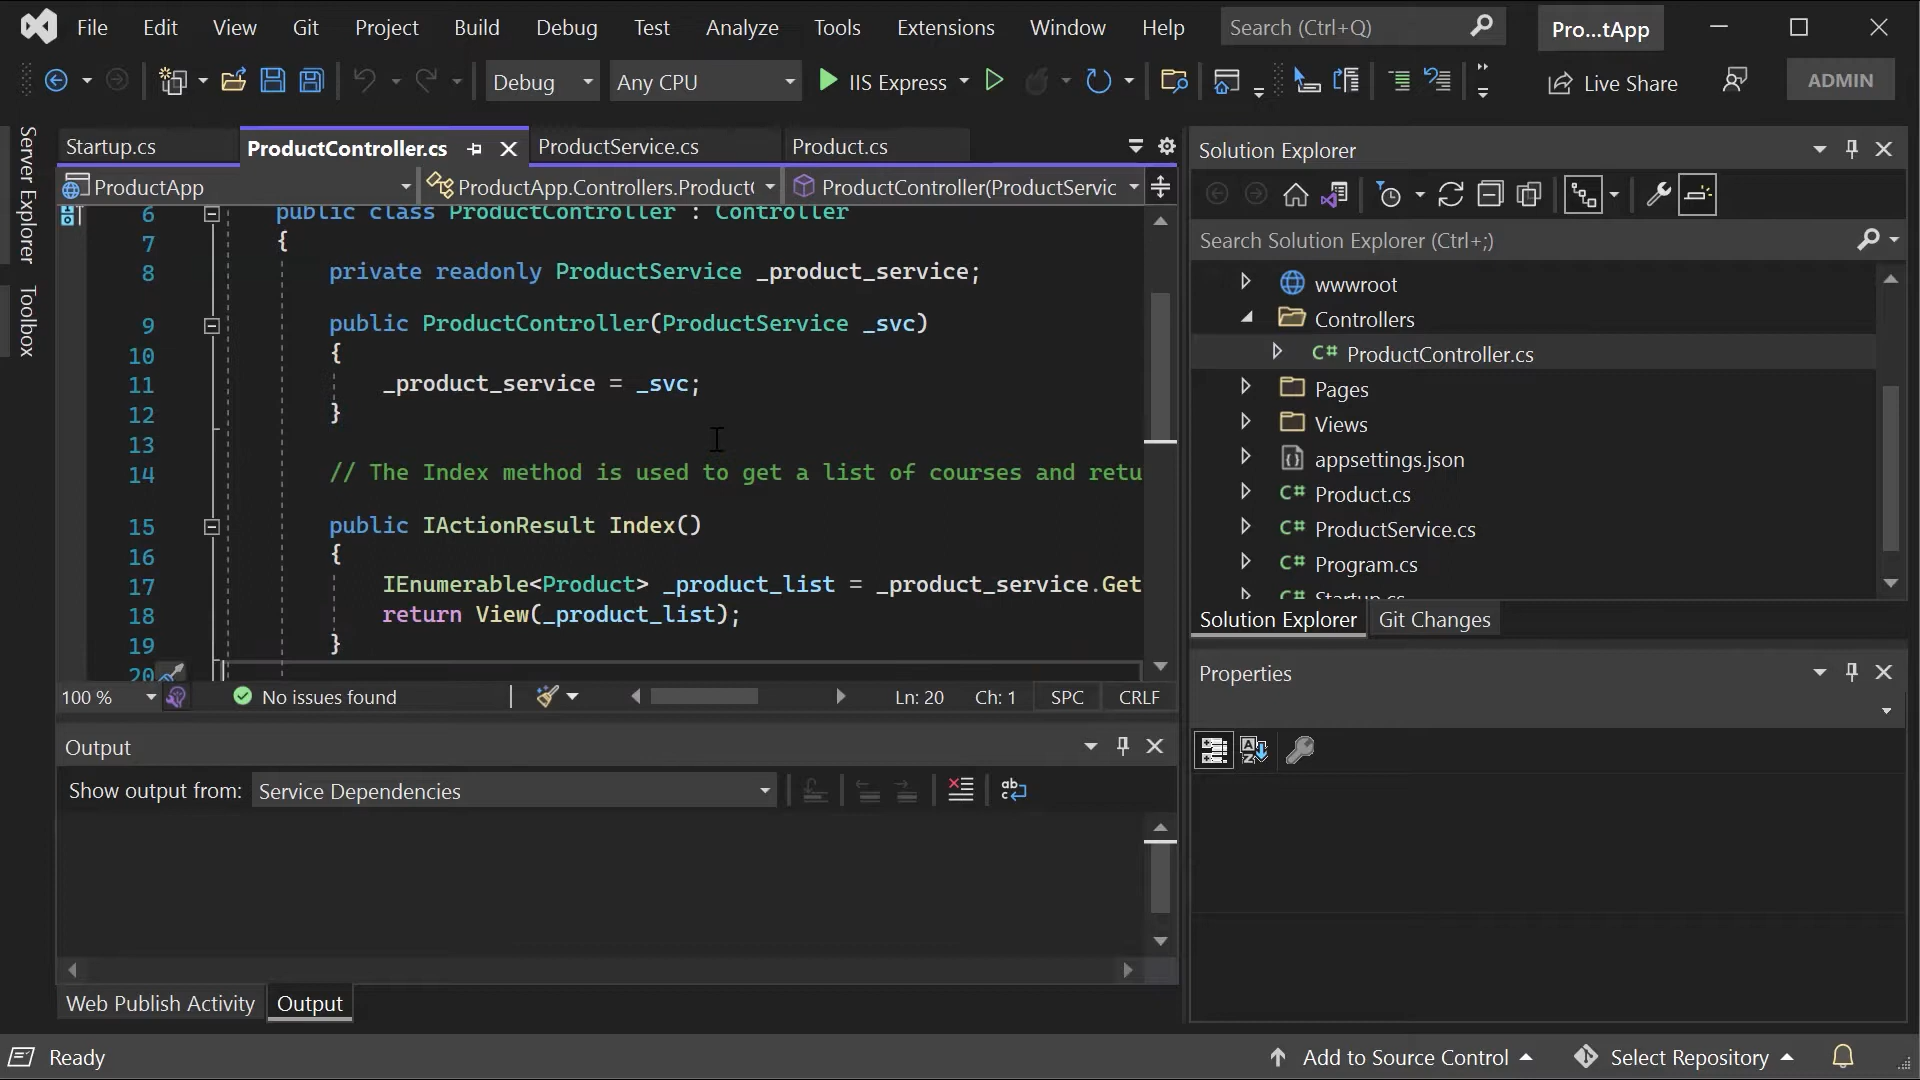 File Edit View Git Project Build Debug Test Analyze Tools Extensions Window Help Search (Ctrl+Q) Pro...tApp
Debug Any CPU IIS Express Live Share ADMIN
Server Explorer
Toolbox
Startup.cs ProductController.cs ProductService.cs Product.cs
ProductApp ProductApp.Controllers.Product( ProductController(ProductServic
6 public class ProductController : Controller
7 {
8 private readonly ProductService _product_service;
9 public ProductController(ProductService _svc)
10 {
11 _product_service = _svc;
12 }
13
14 // The Index method is used to get a list of courses and retu
15 public IActionResult Index()
16 {
17 IEnumerable<Product> _product_list = _product_service.Get
18 return View(_product_list);
19 }
20
100 % No issues found Ln: 20 Ch: 1 SPC CRLF
Output
Show output from: Service Dependencies
Web Publish Activity Output
Solution Explorer
Search Solution Explorer (Ctrl+;)
wwwroot
Controllers
C# ProductController.cs
Pages
Views
appsettings.json
C# Product.cs
C# ProductService.cs
C# Program.cs
C# Startup.cs
Solution Explorer Git Changes
Properties
Ready Add to Source Control Select Repository